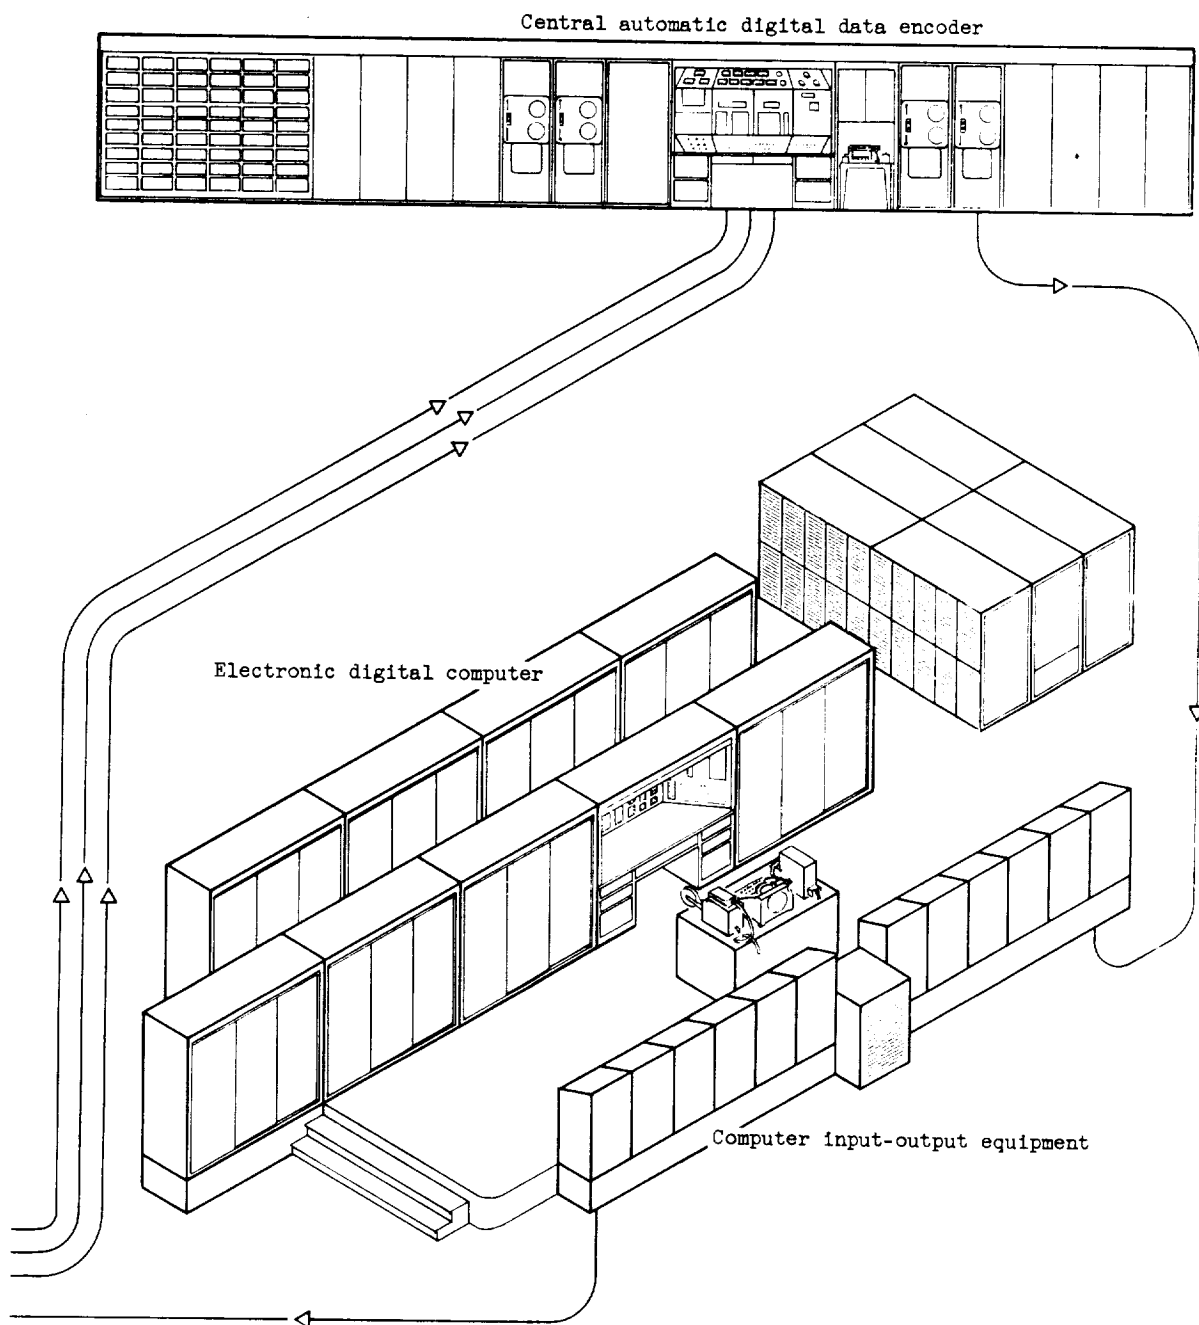 Central automatic digital data encoder
Electronic digital computer
Computer input-output equipment